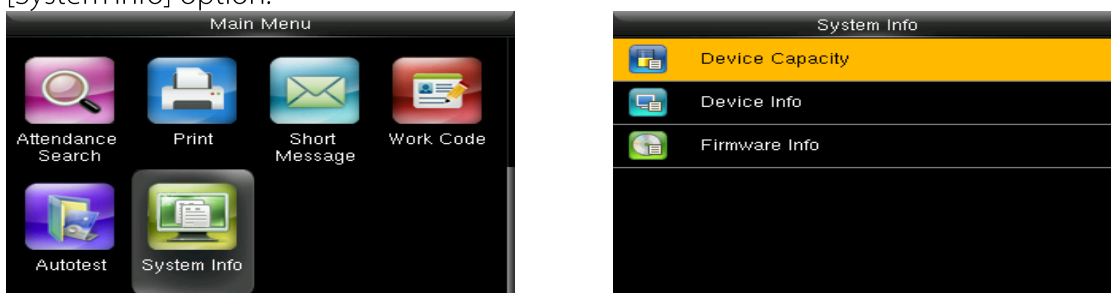 [System Info] option.
Main Menu
Attendance
Search
Print
Short
Message
Work Code
Autotest
System Info
System Info
Device Capacity
Device Info
Firmware Info